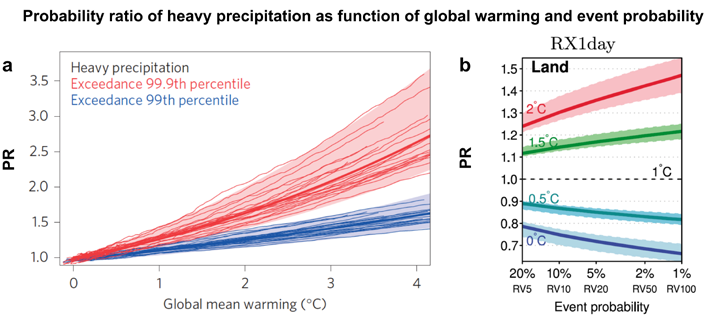 Probability ratio of heavy precipitation as function of global warming and event probability
a
Heavy precipitation
Exceedance 99.9th percentile
Exceedance 99th percentile
PR
3.5
3.0
2.5
2.0
1.5
1.0
0 1 2 3 4
Global mean warming (°C)
RX1day
b
Land
PR
1.5
1.4
1.3
1.2
1.1
1.0
0.9
0.8
0.7
2°C
1.5°C
1°C
0.5°C
0°C
20% 10% 5% 2% 1%
RV5 RV10 RV20 RV50 RV100
Event probability